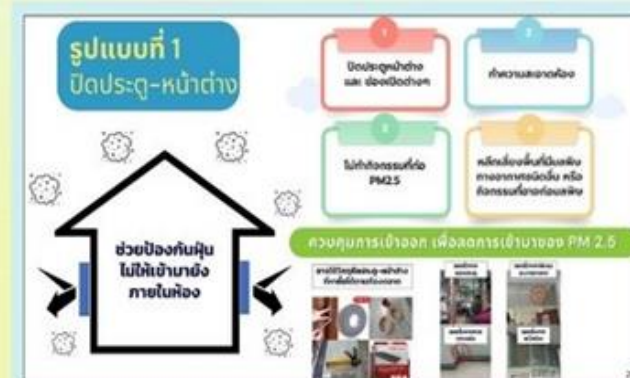 รูปแบบที่ 1
ปิดประตู-หน้าต่าง
1
ปิดประตูหน้าต่าง
และ ช่องเปิดต่างๆ
2
ทำความสะอาดห้อง
3
ไม่ทำกิจกรรมที่ก่อ
PM2.5
4
หลีกเลี่ยงพื้นที่มีมลพิษ
ทางอากาศชนิดอื่น หรือ
กิจกรรมที่อาจก่อมลพิษ
ช่วยป้องกันฝุ่น
ไม่ให้เข้ามายัง
ภายในห้อง
ควบคุมการเข้าออก เพื่อลดการเข้ามาของ PM 2.5